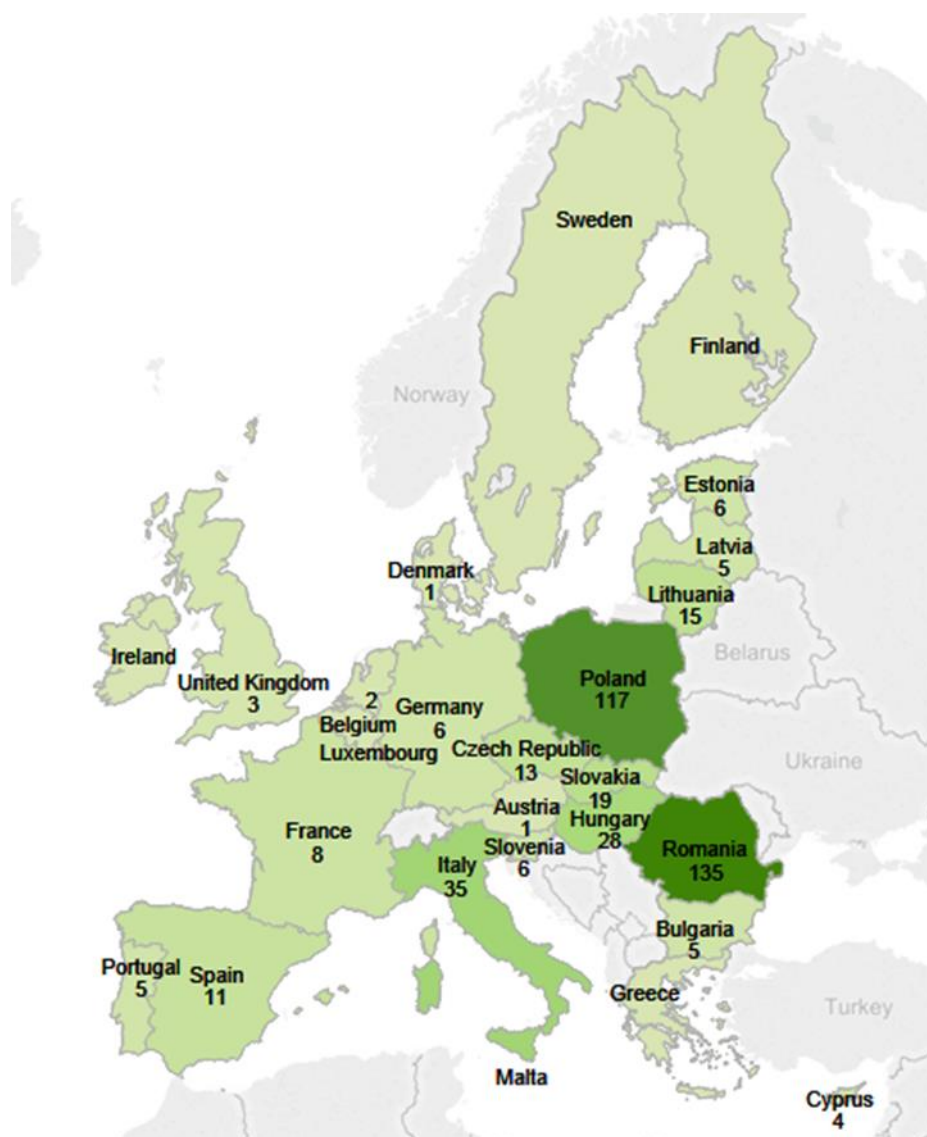 Sweden
Finland
Norway
Estonia
6
Latvia
5
Denmark
1
Lithuania
15
Ireland
Belarus
United Kingdom
3
Poland
117
2
Germany
6
Belgium
Luxembourg
Czech Republic
13
Ukraine
Slovakia
19
Austria
1
Hungary
28
France
8
Slovenia
6
Italy
35
Romania
135
Bulgaria
5
Portugal
5
Spain
11
Greece
Turkey
Malta
Cyprus
4